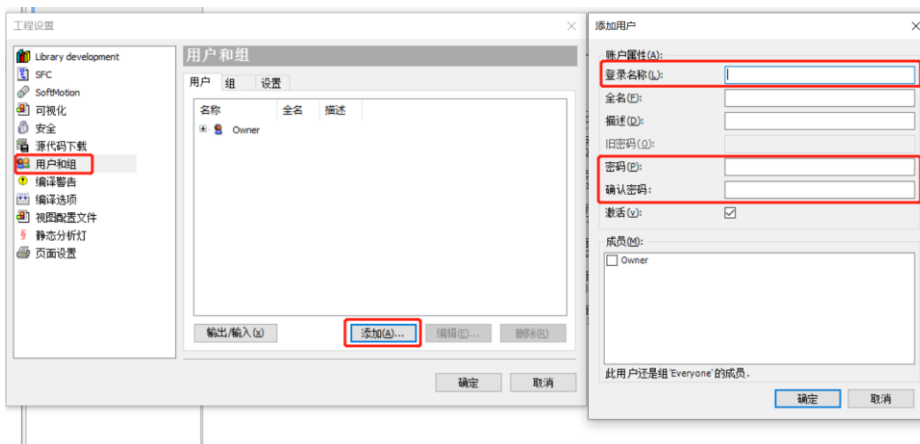 工程设置
Library development
SFC
SoftMotion
可视化
安全
源代码下载
用户和组
编译警告
编译选项
视图配置文件
静态分析灯
页面设置
用户和组
用户 组 设置
名称 全名 描述
Owner
输出/输入(X) 添加(A)... 编辑(E)... 删除(R)
确定 取消
添加用户
账户属性(A):
登录名称(L):
全名(F):
描述(D):
旧密码(O):
密码(P):
确认密码:
激活(V):
成员(M):
Owner
此用户还是组'Everyone'的成员.
确定 取消